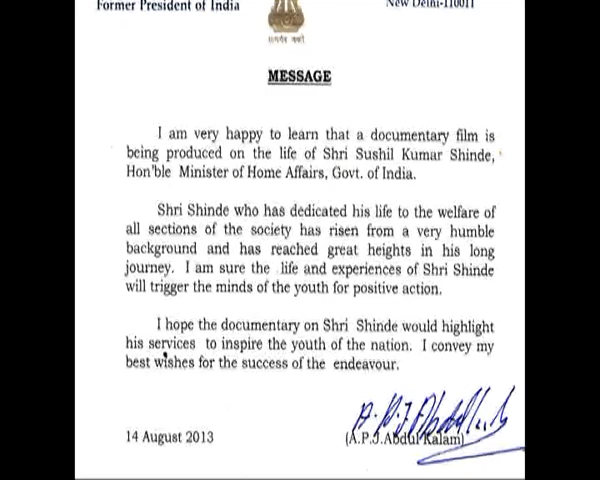 Former President of India
New Delhi-110011
सत्यमेव जयते
MESSAGE
I am very happy to learn that a documentary film is
being produced on the life of Shri Sushil Kumar Shinde,
Hon'ble Minister of Home Affairs, Govt. of India.
Shri Shinde who has dedicated his life to the welfare of
all sections of the society has risen from a very humble
background and has reached great heights in his long
journey. I am sure the life and experiences of Shri Shinde
will trigger the minds of the youth for positive action.
I hope the documentary on Shri Shinde would highlight
his services to inspire the youth of the nation. I convey my
best wishes for the success of the endeavour.
A.P.J. Abdul Kalam
14 August 2013
(A.P.J.Abdul Kalam)